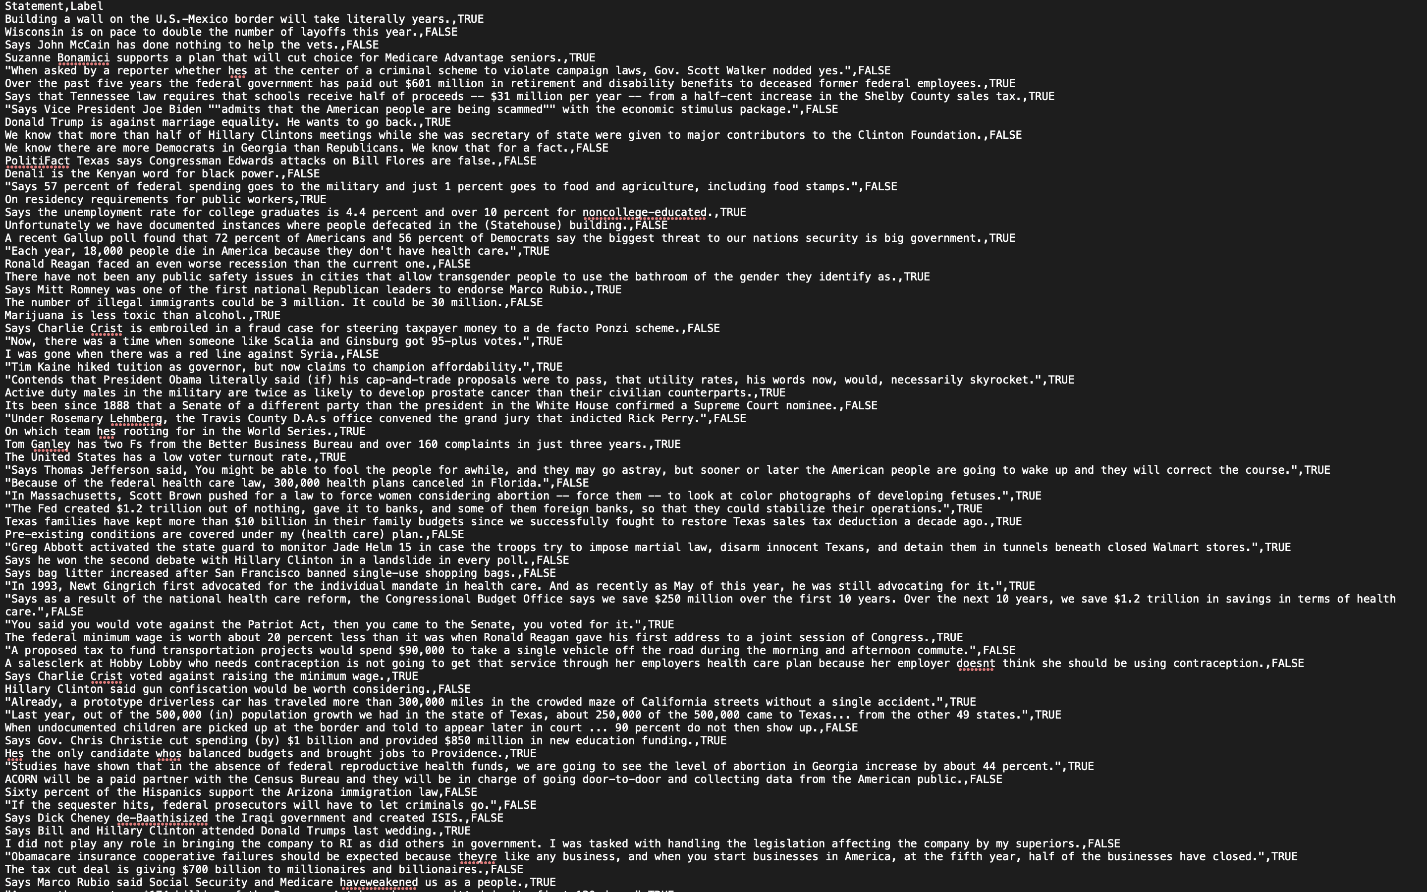 Statement,Label
Building a wall on the U.S.-Mexico border will take literally years.,TRUE
Wisconsin is on pace to double the number of layoffs this year.,FALSE
Says John McCain has done nothing to help the vets.,FALSE
Suzanne Bonamici supports a plan that will cut choice for Medicare Advantage seniors.,TRUE
"When asked by a reporter whether hes at the center of a criminal scheme to violate campaign laws, Gov. Scott Walker nodded yes.",FALSE
Over the past five years the federal government has paid out $601 million in retirement and disability benefits to deceased former federal employees.,TRUE
Says that Tennessee law requires that schools receive half of proceeds -- $31 million per year -- from a half-cent increase in the Shelby County sales tax.,TRUE
"Says Vice President Joe Biden ""admits that the American people are being scammed"" with the economic stimulus package.",FALSE
Donald Trump is against marriage equality. He wants to go back.,TRUE
We know that more than half of Hillary Clintons meetings while she was secretary of state were given to major contributors to the Clinton Foundation.,FALSE
We know there are more Democrats in Georgia than Republicans. We know that for a fact.,FALSE
PolitiFact Texas says Congressman Edwards attacks on Bill Flores are false.,FALSE
Denali is the Kenyan word for black power.,FALSE
"Says 57 percent of federal spending goes to the military and just 1 percent goes to food and agriculture, including food stamps.",FALSE
On residency requirements for public workers,TRUE
Says the unemployment rate for college graduates is 4.4 percent and over 10 percent for noncollege-educated.,TRUE
Unfortunately we have documented instances where people defecated in the (Statehouse) building.,FALSE
A recent Gallup poll found that 72 percent of Americans and 56 percent of Democrats say the biggest threat to our nations security is big government.,TRUE
"Each year, 18,000 people die in America because they don't have health care.",TRUE
Ronald Reagan faced an even worse recession than the current one.,FALSE
There have not been any public safety issues in cities that allow transgender people to use the bathroom of the gender they identify as.,TRUE
Says Mitt Romney was one of the first national Republican leaders to endorse Marco Rubio.,TRUE
The number of illegal immigrants could be 3 million. It could be 30 million.,FALSE
Marijuana is less toxic than alcohol.,TRUE
Says Charlie Crist is embroiled in a fraud case for steering taxpayer money to a de facto Ponzi scheme.,FALSE
"Now, there was a time when someone like Scalia and Ginsburg got 95-plus votes.",TRUE
I was gone when there was a red line against Syria.,FALSE
"Tim Kaine hiked tuition as governor, but now claims to champion affordability.",TRUE
"Contends that President Obama literally said (if) his cap-and-trade proposals were to pass, that utility rates, his words now, would, necessarily skyrocket.",TRUE
Active duty males in the military are twice as likely to develop prostate cancer than their civilian counterparts.,TRUE
Its been since 1888 that a Senate of a different party than the president in the White House confirmed a Supreme Court nominee.,FALSE
"Under Rosemary Lehmberg, the Travis County D.A.s office convened the grand jury that indicted Rick Perry.",FALSE
On which team hes rooting for in the World Series.,TRUE
Tom Ganley has two Fs from the Better Business Bureau and over 160 complaints in just three years.,TRUE
The United States has a low voter turnout rate.,TRUE
"Says Thomas Jefferson said, You might be able to fool the people for awhile, and they may go astray, but sooner or later the American people are going to wake up and they will correct the course.",TRUE
"Because of the federal health care law, 300,000 health plans canceled in Florida.",FALSE
"In Massachusetts, Scott Brown pushed for a law to force women considering abortion -- force them -- to look at color photographs of developing fetuses.",TRUE
"The Fed created $1.2 trillion out of nothing, gave it to banks, and some of them foreign banks, so that they could stabilize their operations.",TRUE
Texas families have kept more than $10 billion in their family budgets since we successfully fought to restore Texas sales tax deduction a decade ago.,TRUE
Pre-existing conditions are covered under my (health care) plan.,FALSE
"Greg Abbott activated the state guard to monitor Jade Helm 15 in case the troops try to impose martial law, disarm innocent Texans, and detain them in tunnels beneath closed Walmart stores.",TRUE
Says he won the second debate with Hillary Clinton in a landslide in every poll.,FALSE
Says bag litter increased after San Francisco banned single-use shopping bags.,FALSE
"In 1993, Newt Gingrich first advocated for the individual mandate in health care. And as recently as May of this year, he was still advocating for it.",TRUE
"Says as a result of the national health care reform, the Congressional Budget Office says we save $250 million over the first 10 years. Over the next 10 years, we save $1.2 trillion in savings in terms of health
care.",FALSE
"You said you would vote against the Patriot Act, then you came to the Senate, you voted for it.",TRUE
The federal minimum wage is worth about 20 percent less than it was when Ronald Reagan gave his first address to a joint session of Congress.,TRUE
"A proposed tax to fund transportation projects would spend $90,000 to take a single vehicle off the road during the morning and afternoon commute.",FALSE
A salesclerk at Hobby Lobby who needs contraception is not going to get that service through her employers health care plan because her employer doesnt think she should be using contraception.,FALSE
Says Charlie Crist voted against raising the minimum wage.,TRUE
Hillary Clinton said gun confiscation would be worth considering.,FALSE
"Already, a prototype driverless car has traveled more than 300,000 miles in the crowded maze of California streets without a single accident.",TRUE
"Last year, out of the 500,000 (in) population growth we had in the state of Texas, about 250,000 of the 500,000 came to Texas... from the other 49 states.",TRUE
When undocumented children are picked up at the border and told to appear later in court ... 90 percent do not then show up.,FALSE
Says Gov. Chris Christie cut spending (by) $1 billion and provided $850 million in new education funding.,TRUE
Hes the only candidate whos balanced budgets and brought jobs to Providence.,TRUE
"Studies have shown that in the absence of federal reproductive health funds, we are going to see the level of abortion in Georgia increase by about 44 percent.",TRUE
ACORN will be a paid partner with the Census Bureau and they will be in charge of going door-to-door and collecting data from the American public.,FALSE
Sixty percent of the Hispanics support the Arizona immigration law,FALSE
"If the sequester hits, federal prosecutors will have to let criminals go.",FALSE
Says Dick Cheney de-Baathisized the Iraqi government and created ISIS.,FALSE
Says Bill and Hillary Clinton attended Donald Trumps last wedding.,TRUE
I did not play any role in bringing the company to RI as did others in government. I was tasked with handling the legislation affecting the company by my superiors.,FALSE
"Obamacare insurance cooperative failures should be expected because theyre like any business, and when you start businesses in America, at the fifth year, half of the businesses have closed.",TRUE
The tax cut deal is giving $700 billion to millionaires and billionaires.,FALSE
Says Marco Rubio said Social Security and Medicare haveweakened us as a people.,TRUE